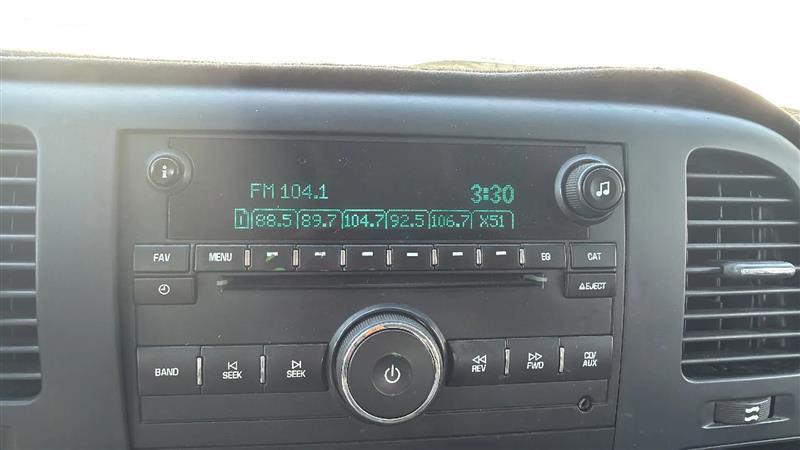 i
FM 104.1 3:30
1 88.5 89.7 104.7 92.5 106.7 X51
FAV MENU EQ CAT
EJECT
BAND SEEK SEEK REV FWD CD/AUX